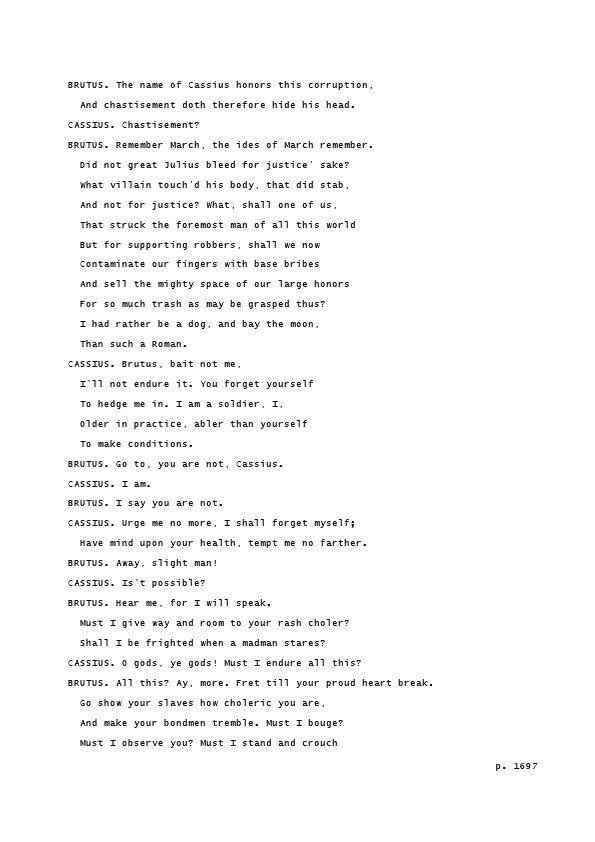 BRUTUS. The name of Cassius honors this corruption,
And chastisement doth therefore hide his head.
CASSIUS. Chastisement?
BRUTUS. Remember March, the ides of March remember.
Did not great Julius bleed for justice' sake?
What villain touch'd his body, that did stab,
And not for justice? What, shall one of us,
That struck the foremost man of all this world
But for supporting robbers, shall we now
Contaminate our fingers with base bribes
And sell the mighty space of our large honors
For so much trash as may be grasped thus?
I had rather be a dog, and bay the moon,
Than such a Roman.
CASSIUS. Brutus, bait not me,
I'll not endure it. You forget yourself
To hedge me in. I am a soldier, I,
Older in practice, abler than yourself
To make conditions.
BRUTUS. Go to, you are not, Cassius.
CASSIUS. I am.
BRUTUS. I say you are not.
CASSIUS. Urge me no more, I shall forget myself;
Have mind upon your health, tempt me no farther.
BRUTUS. Away, slight man!
CASSIUS. Is't possible?
BRUTUS. Hear me, for I will speak.
Must I give way and room to your rash choler?
Shall I be frighted when a madman stares?
CASSIUS. O gods, ye gods! Must I endure all this?
BRUTUS. All this? Ay, more. Fret till your proud heart break.
Go show your slaves how choleric you are,
And make your bondmen tremble. Must I bouge?
Must I observe you? Must I stand and crouch
p. 1697